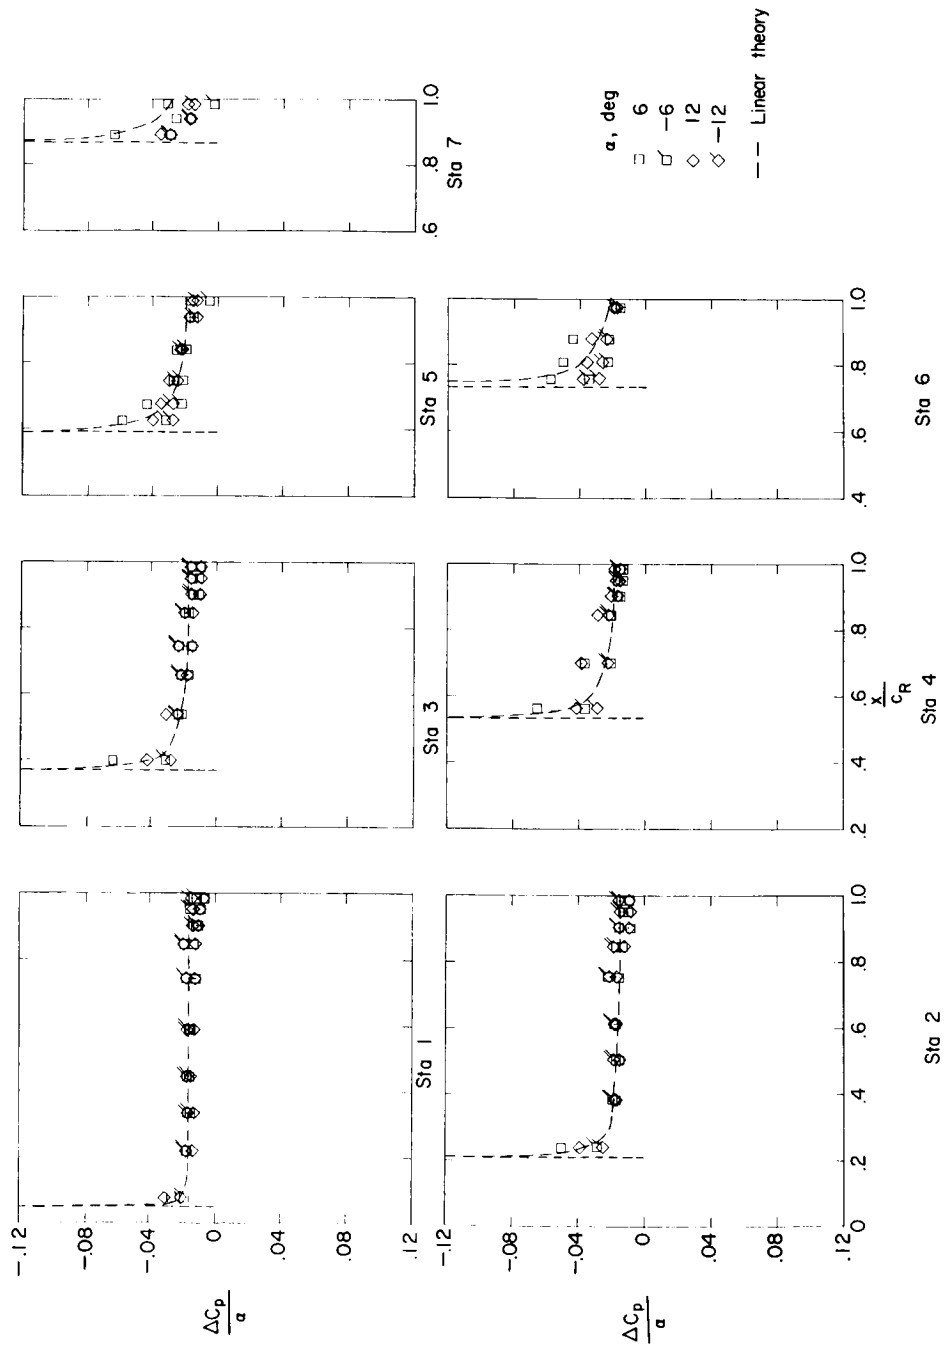 -.12
-.08
-.04
0
.04
.08
.12
ΔCp
α
.6 .8 1.0
Sta 1
Sta 3
Sta 5
Sta 7
-.12
-.08
-.04
0
.04
.08
.12
ΔCp
α
0 .2 .4 .6 .8 1.0
.2 .4 .6 .8 1.0
.4 .6 .8 1.0
x
cR
Sta 2
Sta 4
Sta 6
α, deg
6
-6
12
-12
Linear theory